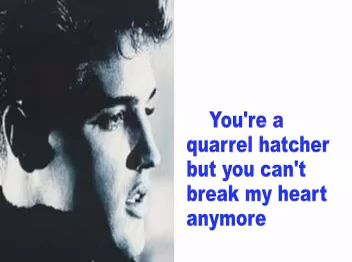 You're a
quarrel hatcher
but you can't
break my heart
anymore